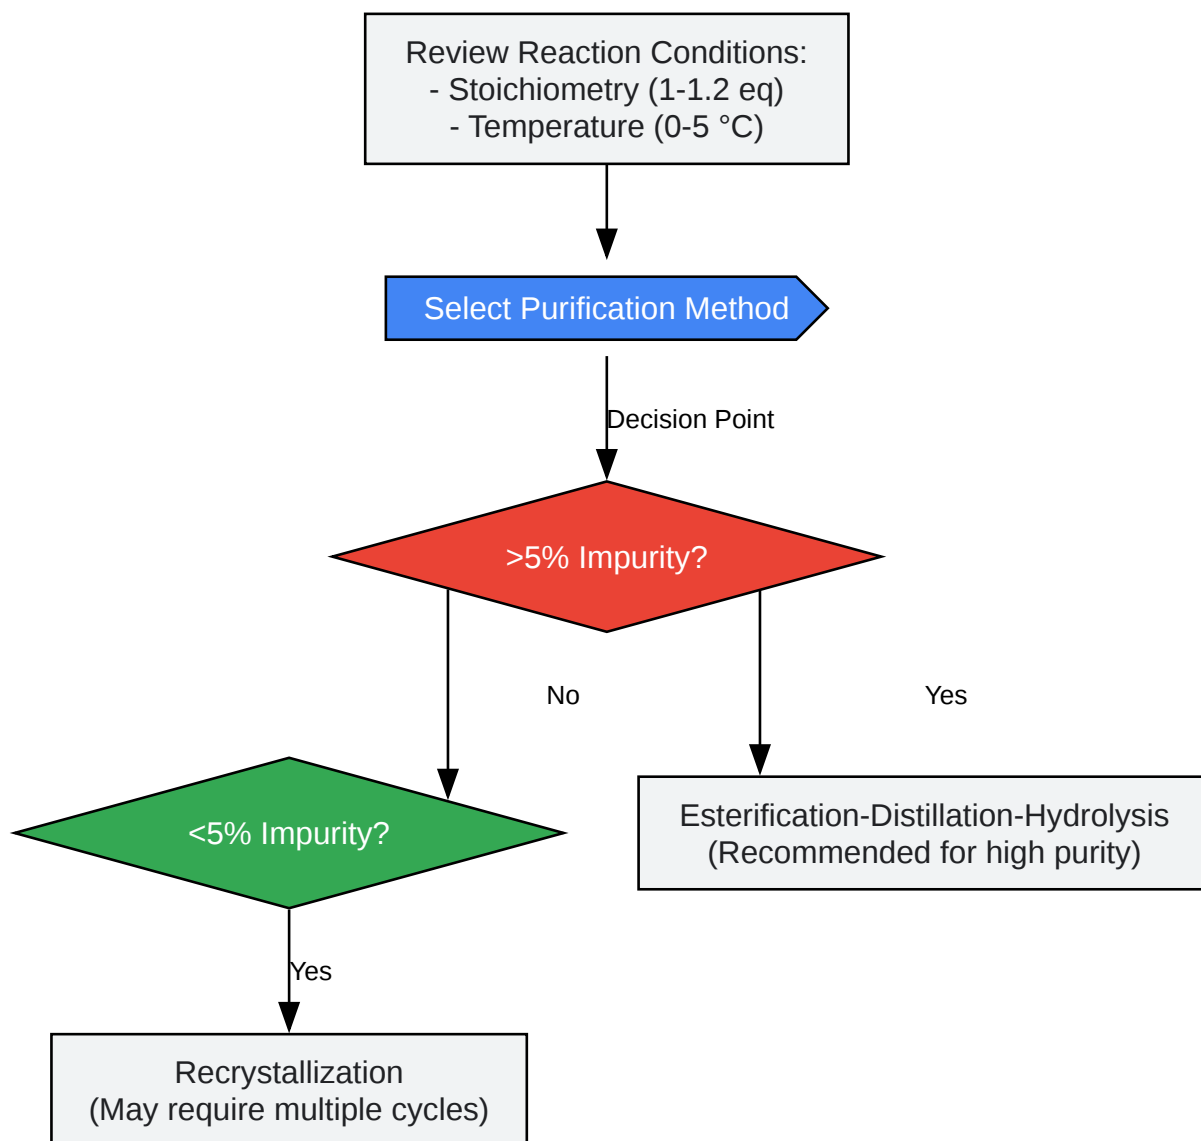 Review Reaction Conditions:
- Stoichiometry (1-1.2 eq)
- Temperature (0-5 °C)
Select Purification Method
Decision Point
>5% Impurity?
No
Yes
<5% Impurity?
Esterification-Distillation-Hydrolysis
(Recommended for high purity)
Yes
Recrystallization
(May require multiple cycles)